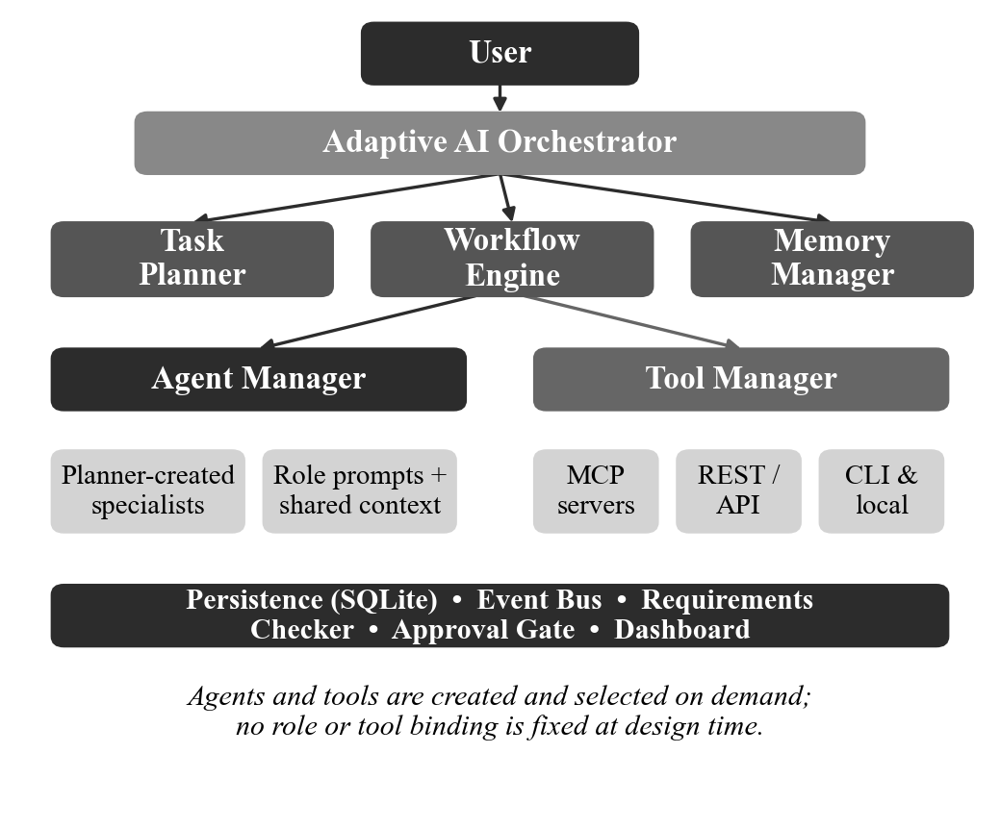 User
Adaptive AI Orchestrator
Task
Planner
Workflow
Engine
Memory
Manager
Agent Manager
Tool Manager
Planner-created
specialists
Role prompts +
shared context
MCP
servers
REST /
API
CLI &
local
Persistence (SQLite) • Event Bus • Requirements
Checker • Approval Gate • Dashboard
Agents and tools are created and selected on demand;
no role or tool binding is fixed at design time.